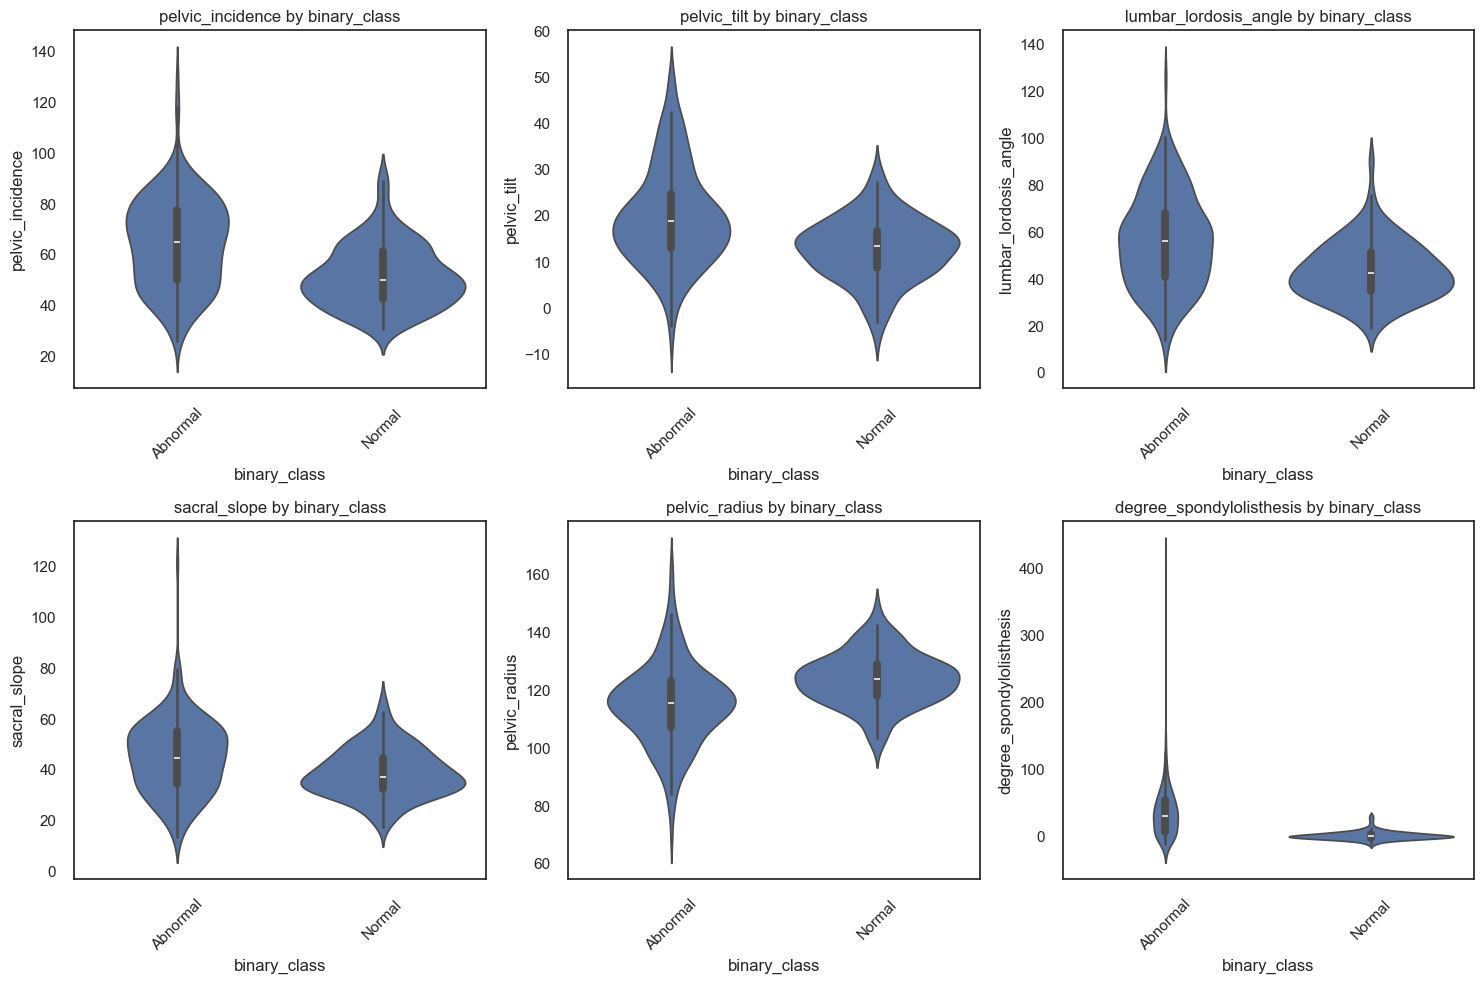 pelvic_incidence by binary_class
pelvic_incidence
140
120
100
80
60
40
20
Abnormal
Normal
binary_class
pelvic_tilt by binary_class
pelvic_tilt
60
50
40
30
20
10
0
−10
Abnormal
Normal
binary_class
lumbar_lordosis_angle by binary_class
lumbar_lordosis_angle
140
120
100
80
60
40
20
0
Abnormal
Normal
binary_class
sacral_slope by binary_class
sacral_slope
120
100
80
60
40
20
0
Abnormal
Normal
binary_class
pelvic_radius by binary_class
pelvic_radius
160
140
120
100
80
60
Abnormal
Normal
binary_class
degree_spondylolisthesis by binary_class
degree_spondylolisthesis
400
300
200
100
0
Abnormal
Normal
binary_class